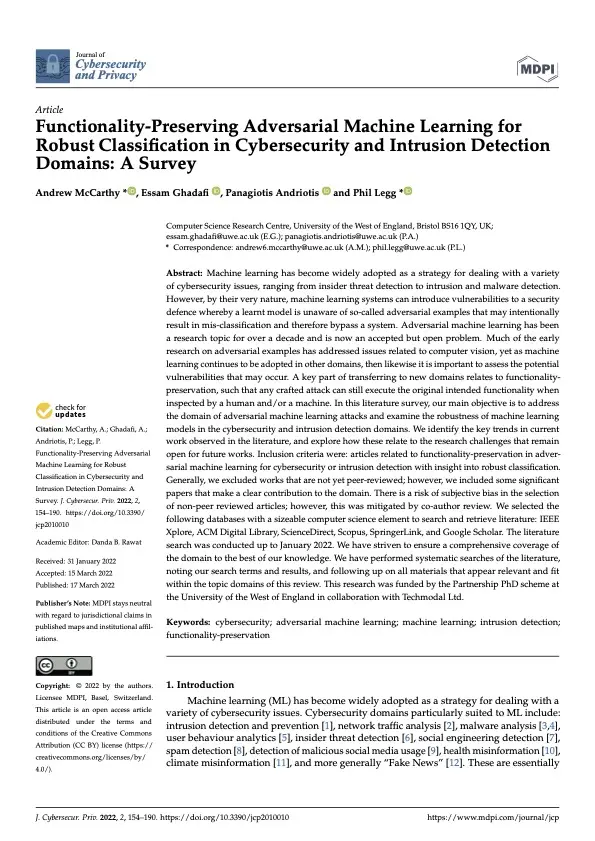 Journal of
Cybersecurity
and Privacy
MDPI
Article
Functionality-Preserving Adversarial Machine Learning for
Robust Classification in Cybersecurity and Intrusion Detection
Domains: A Survey
Andrew McCarthy *, Essam Ghadafi, Panagiotis Andriotis and Phil Legg *
Computer Science Research Centre, University of the West of England, Bristol BS16 1QY, UK;
essam.ghadafi@uwe.ac.uk (E.G.); panagiotis.andriotis@uwe.ac.uk (P.A.)
* Correspondence: andrew6.mccarthy@uwe.ac.uk (A.M.); phil.legg@uwe.ac.uk (P.L.)
Abstract: Machine learning has become widely adopted as a strategy for dealing with a variety
of cybersecurity issues, ranging from insider threat detection to intrusion and malware detection.
However, by their very nature, machine learning systems can introduce vulnerabilities to a security
defence whereby a learnt model is unaware of so-called adversarial examples that may intentionally
result in mis-classification and therefore bypass a system. Adversarial machine learning has been
a research topic for over a decade and is now an accepted but open problem. Much of the early
research on adversarial examples has addressed issues related to computer vision, yet as machine
learning continues to be adopted in other domains, then likewise it is important to assess the potential
vulnerabilities that may occur. A key part of transferring to new domains relates to functionality-
preservation, such that any crafted attack can still execute the original intended functionality when
inspected by a human and/or a machine. In this literature survey, our main objective is to address
the domain of adversarial machine learning attacks and examine the robustness of machine learning
models in the cybersecurity and intrusion detection domains. We identify the key trends in current
work observed in the literature, and explore how these relate to the research challenges that remain
open for future works. Inclusion criteria were: articles related to functionality-preservation in adver-
sarial machine learning for cybersecurity or intrusion detection with insight into robust classification.
Generally, we excluded works that are not yet peer-reviewed; however, we included some significant
papers that make a clear contribution to the domain. There is a risk of subjective bias in the selection
of non-peer reviewed articles; however, this was mitigated by co-author review. We selected the
following databases with a sizeable computer science element to search and retrieve literature: IEEE
Xplore, ACM Digital Library, ScienceDirect, Scopus, SpringerLink, and Google Scholar. The literature
search was conducted up to January 2022. We have striven to ensure a comprehensive coverage of
the domain to the best of our knowledge. We have performed systematic searches of the literature,
noting our search terms and results, and following up on all materials that appear relevant and fit
within the topic domains of this review. This research was funded by the Partnership PhD scheme at
the University of the West of England in collaboration with Techmodal Ltd.
Keywords: cybersecurity; adversarial machine learning; machine learning; intrusion detection;
functionality-preservation
check for
updates
Citation: McCarthy, A.; Ghadafi, A.;
Andriotis, P.; Legg, P.
Functionality-Preserving Adversarial
Machine Learning for Robust
Classification in Cybersecurity and
Intrusion Detection Domains: A
Survey. J. Cybersecur. Priv. 2022, 2,
154–190. https://doi.org/10.3390/
jcp2010010
Academic Editor: Danda B. Rawat
Received: 31 January 2022
Accepted: 15 March 2022
Published: 17 March 2022
Publisher's Note: MDPI stays neutral
with regard to jurisdictional claims in
published maps and institutional affil-
iations.
cc
BY
Copyright: © 2022 by the authors.
Licensee MDPI, Basel, Switzerland.
This article is an open access article
distributed under the terms and
conditions of the Creative Commons
Attribution (CC BY) license (https://
creativecommons.org/licenses/by/
4.0/).
1. Introduction
Machine learning (ML) has become widely adopted as a strategy for dealing with a
variety of cybersecurity issues. Cybersecurity domains particularly suited to ML include:
intrusion detection and prevention [1], network traffic analysis [2], malware analysis [3,4],
user behaviour analytics [5], insider threat detection [6], social engineering detection [7],
spam detection [8], detection of malicious social media usage [9], health misinformation [10],
climate misinformation [11], and more generally “Fake News” [12]. These are essentially
J. Cybersecur. Priv. 2022, 2, 154–190. https://doi.org/10.3390/jcp2010010
https://www.mdpi.com/journal/jcp